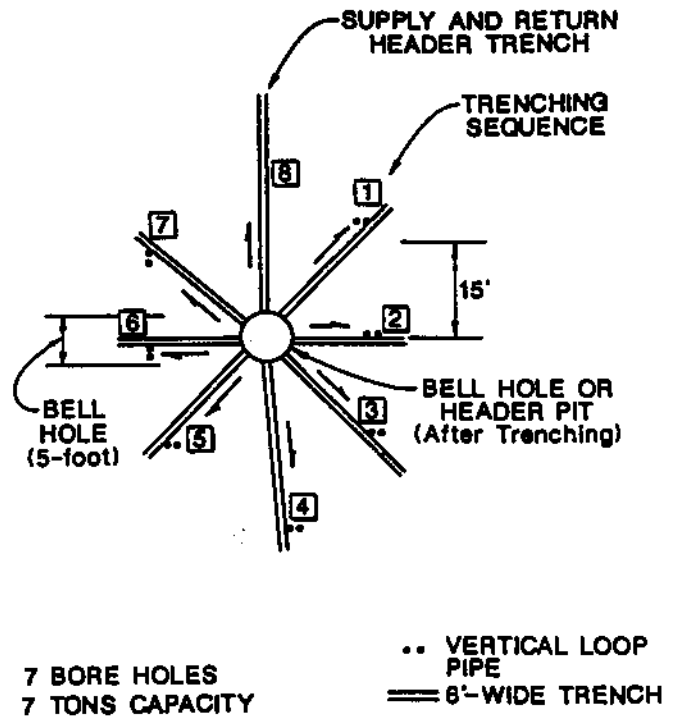 SUPPLY AND RETURN
HEADER TRENCH
TRENCHING
SEQUENCE
8
1
7
15'
6
2
BELL HOLE OR
HEADER PIT
(After Trenching)
3
BELL
HOLE
(5-foot)
5
4
7 BORE HOLES
7 TONS CAPACITY
VERTICAL LOOP
PIPE
6'-WIDE TRENCH